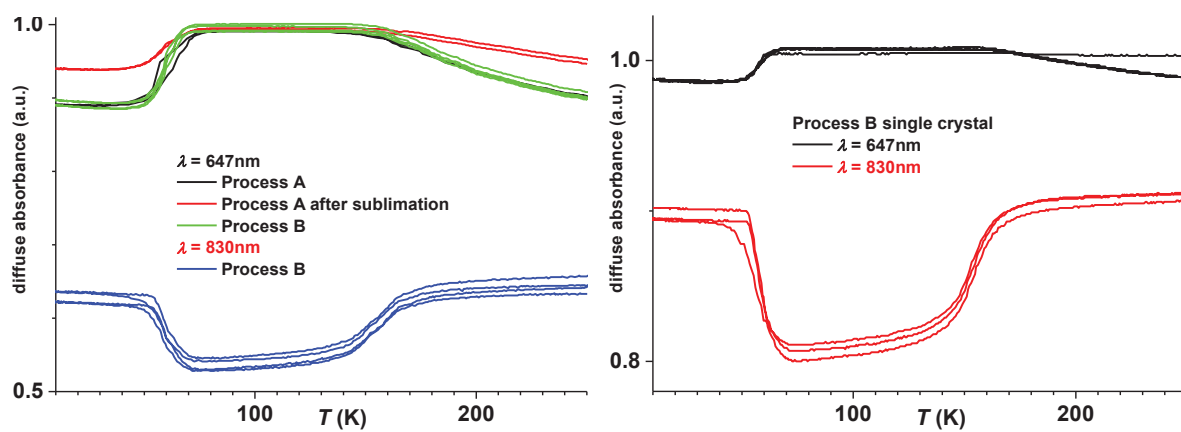 diffuse absorbance (a.u.)
1.0
0.5
λ = 647nm
Process A
Process A after sublimation
Process B
λ = 830nm
Process B
100
200
T (K)
diffuse absorbance (a.u.)
1.0
0.8
Process B single crystal
λ = 647nm
λ = 830nm
100
200
T (K)